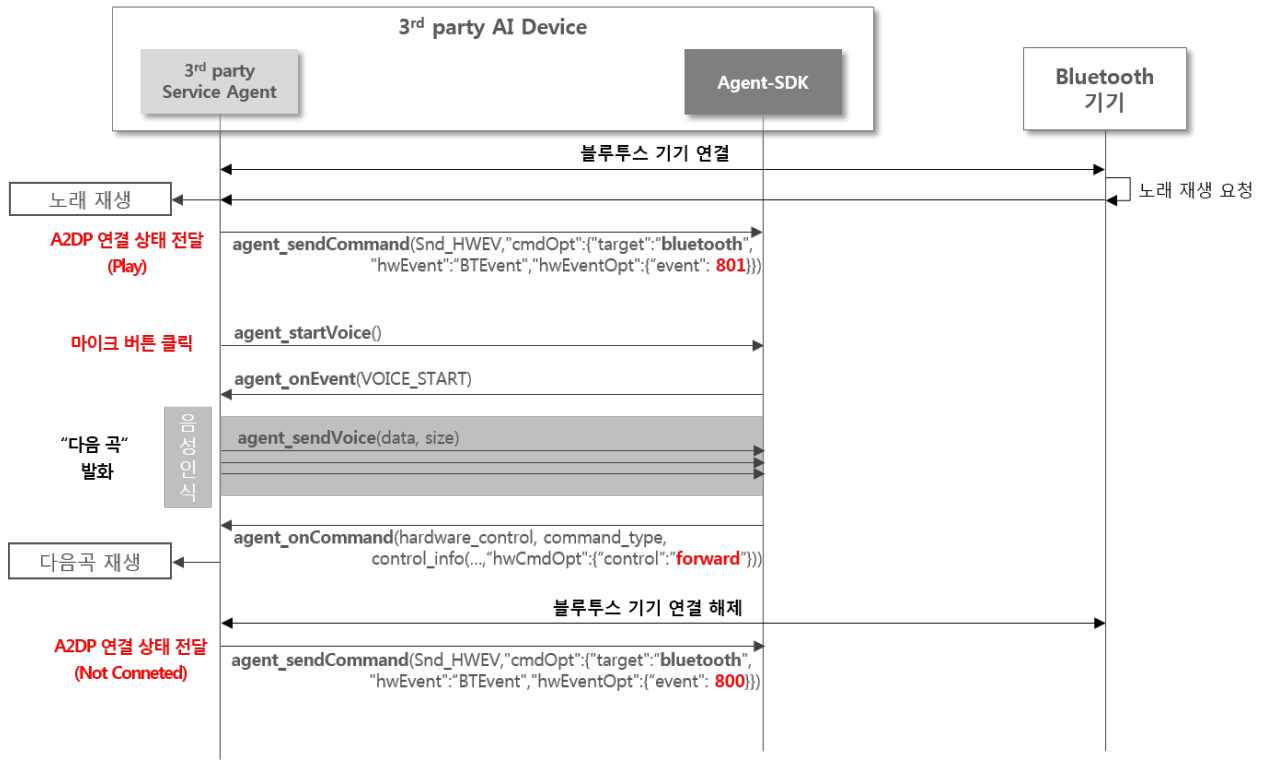 3rd party AI Device
3rd party
Service Agent
Agent-SDK
Bluetooth
기기
블루투스 기기 연결
노래 재생
노래 재생 요청
A2DP 연결 상태 전달
(Play)
agent_sendCommand(Snd_HWEV,"cmdOpt":{"target":“bluetooth",
"hwEvent":“BTEvent","hwEventOpt":{“event": 801}})
마이크 버튼 클릭
agent_startVoice()
agent_onEvent(VOICE_START)
“다음 곡“
발화
음
성
인
식
agent_sendVoice(data, size)
agent_onCommand(hardware_control, command_type,
control_info(…,“hwCmdOpt":{“control“:“forward”}))
다음곡 재생
블루투스 기기 연결 해제
A2DP 연결 상태 전달
(Not Conneted)
agent_sendCommand(Snd_HWEV,"cmdOpt":{"target":“bluetooth",
"hwEvent":“BTEvent","hwEventOpt":{“event": 800}})